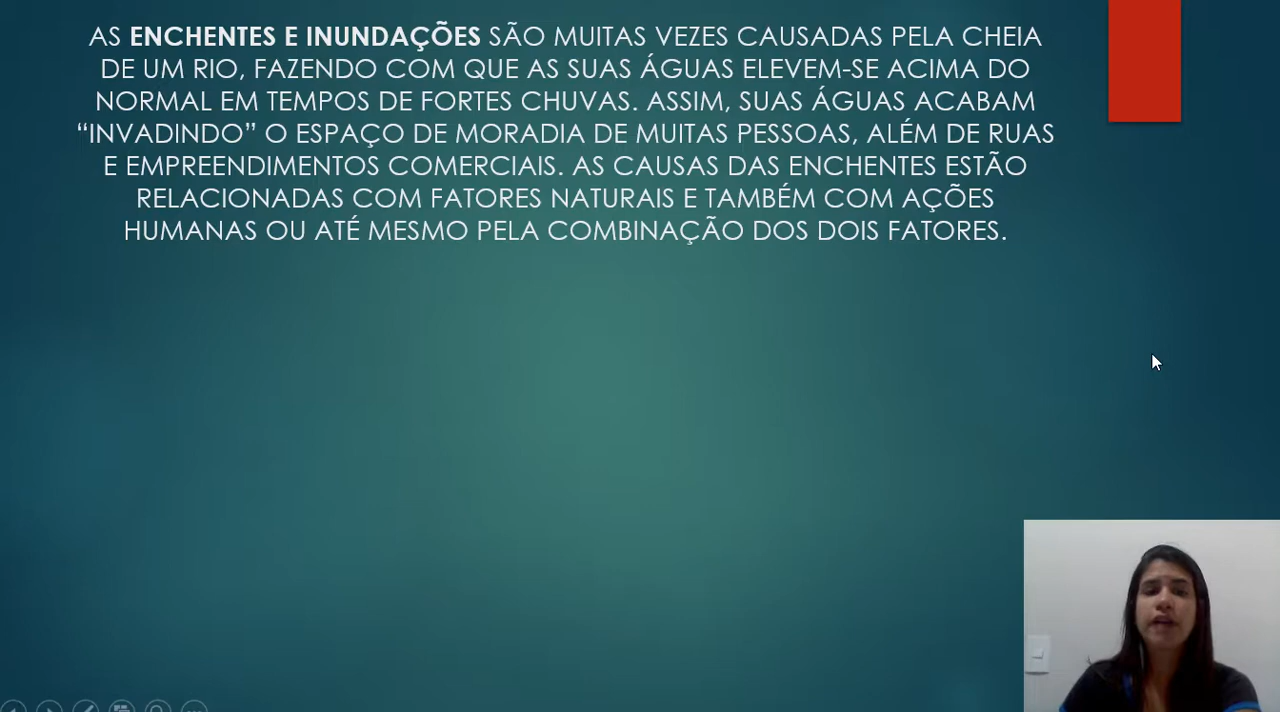 AS ENCHENTES E INUNDAÇÕES SÃO MUITAS VEZES CAUSADAS PELA CHEIA
DE UM RIO, FAZENDO COM QUE AS SUAS ÁGUAS ELEVEM-SE ACIMA DO
NORMAL EM TEMPOS DE FORTES CHUVAS. ASSIM, SUAS ÁGUAS ACABAM
“INVADINDO” O ESPAÇO DE MORADIA DE MUITAS PESSOAS, ALÉM DE RUAS
E EMPREENDIMENTOS COMERCIAIS. AS CAUSAS DAS ENCHENTES ESTÃO
RELACIONADAS COM FATORES NATURAIS E TAMBÉM COM AÇÕES
HUMANAS OU ATÉ MESMO PELA COMBINAÇÃO DOS DOIS FATORES.